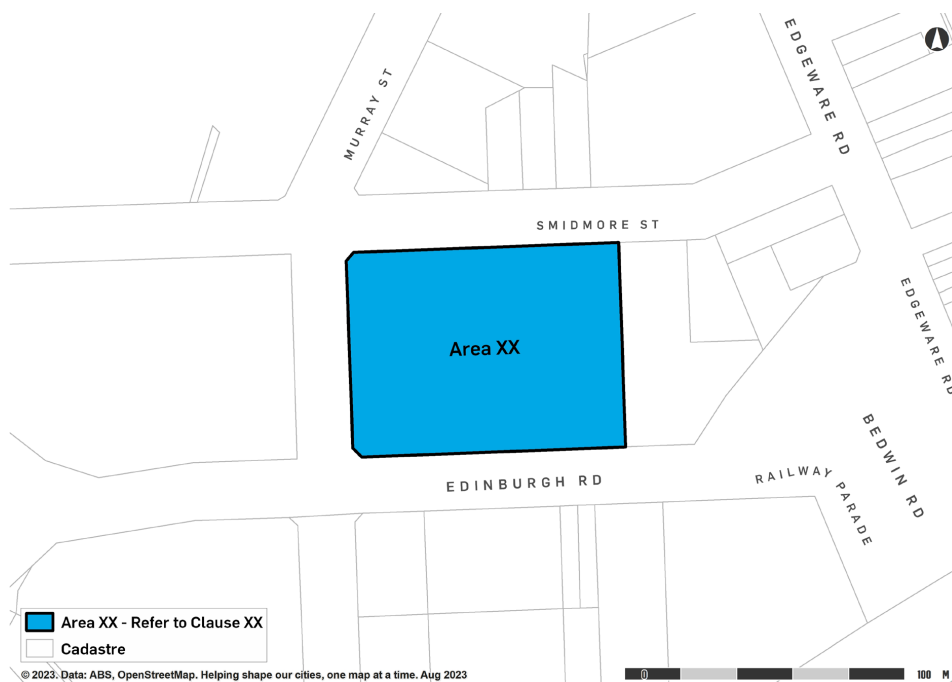 EDGEWARE RD
MURRAY ST
SMIDMORE ST
EDGEWARE RD
Area XX
BEDWIN RD
EDINBURGH RD
RAILWAY PARADE
Area XX - Refer to Clause XX
Cadastre
© 2023. Data: ABS, OpenStreetMap. Helping shape our cities, one map at a time. Aug 2023
0 100 M